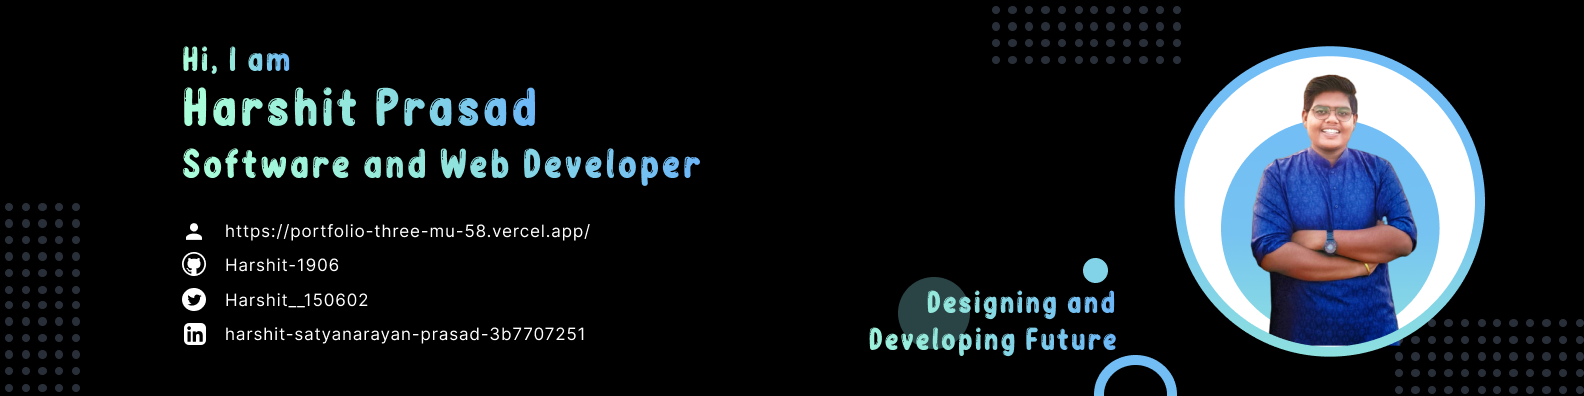 Hi, I am
Harshit Prasad
Software and Web Developer
https://portfolio-three-mu-58.vercel.app/
Harshit-1906
Harshit__150602
harshit-satyanarayan-prasad-3b7707251
Designing and
Developing Future